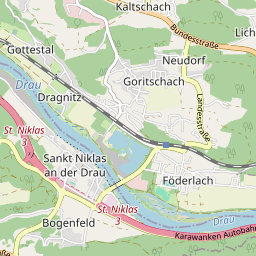 Kaltschach
Bundesstraße
Lich
Gottestal
Neudorf
Drau
Goritschach
Dragnitz
Landesstraße
St. Niklas
3
Sankt Niklas
an der Drau
Föderlach
St. Niklas
3
Drau
Bogenfeld
Karawanken Autobahn